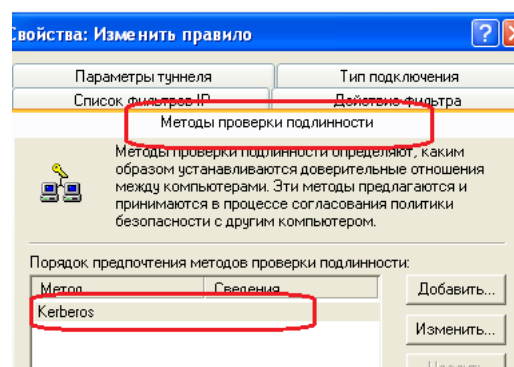 Свойства: Изменить правило
Параметры туннеля
Тип подключения
Список фильтров IP
Действие фильтра
Методы проверки подлинности
Методы проверки подлинности определяют, каким
образом устанавливаются доверительные отношения
между компьютерами. Эти методы предлагаются и
принимаются в процессе согласования политики
безопасности с другим компьютером.
Порядок предпочтения методов проверки подлинности:
Метод Сведения
Добавить...
Kerberos
Изменить...